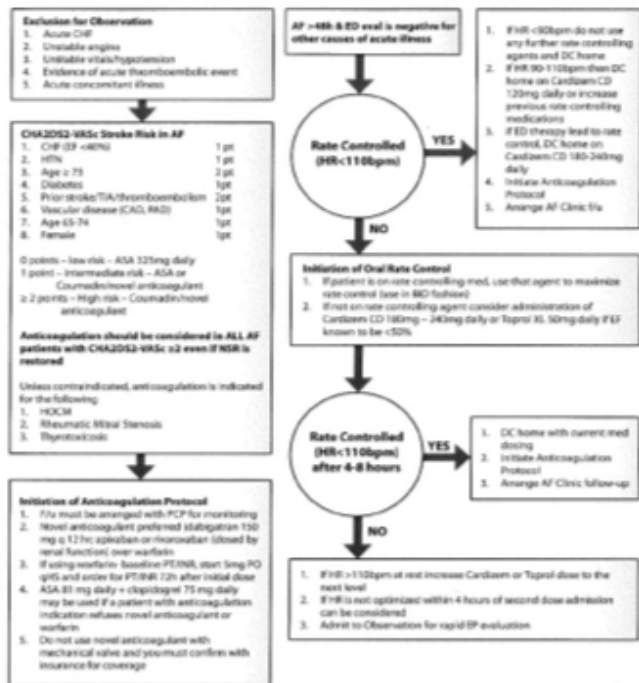 Exclusion for Observation
1. Acute CHF
2. Unstable angina
3. Unstable vitals/hypotension
4. Evidence of acute thromboembolic event
5. Acute concomitant illness
CHA2DS2-VASc Stroke Risk in AF
1. CHF (EF <40%) 1 pt
2. HTN 1 pt
3. Age ≥ 75 2 pt
4. Diabetes 1pt
5. Prior stroke/TIA/thromboembolism 2pt
6. Vascular disease (CAD, PAD) 1pt
7. Age 65-74 1pt
8. Female 1pt
0 points – low risk – ASA 325mg daily
1 point – intermediate risk – ASA or
Coumadin/novel anticoagulant
≥ 2 points – High risk – Coumadin/novel
anticoagulant
Anticoagulation should be considered in ALL AF
patients with CHA2DS2-VASc ≥2 even if NSR is
restored
Unless contraindicated, anticoagulation is indicated
for the following
1. HOCM
2. Rheumatic Mitral Stenosis
3. Thyrotoxicosis
Initiation of Anticoagulation Protocol
1. F/u must be arranged with PCP for monitoring
2. Novel anticoagulant preferred (dabigatran 150
mg q 12 hr; apixaban or rivaroxaban (dosed by
renal function) over warfarin
3. If using warfarin- baseline PT/INR, start 5mg PO
qHS and order for PT/INR 72h after initial dose
4. ASA 81 mg daily + clopidogrel 75 mg daily
may be used if a patient with anticoagulation
indication refuses novel anticoagulant or
warfarin
5. Do not use novel anticoagulant with
mechanical valve and you must confirm with
insurance for coverage
AF >48h & ED eval is negative for
other causes of acute illness
Rate Controlled
(HR<110bpm)
YES
1. If HR <90bpm do not use
any further rate controlling
agents and DC home
2. If HR 90-110bpm then DC
home on Cardizem CD
120mg daily or increase
previous rate controlling
medications
3. If ED therapy lead to rate
control, DC home on
Cardizem CD 180-240mg
daily
4. Initiate Anticoagulation
Protocol
5. Arrange AF Clinic f/u
NO
Initiation of Oral Rate Control
1. If patient is on rate controlling med, use that agent to maximize
rate control (use in BID fashion)
2. If not on rate controlling agent consider administration of
Cardizem CD 180mg – 240mg daily or Toprol XL 50mg daily if EF
known to be <50%
Rate Controlled
(HR<110bpm)
after 4-8 hours
YES
1. DC home with current med
dosing
2. Initiate Anticoagulation
Protocol
3. Arrange AF Clinic follow-up
NO
1. If HR >110bpm at rest increase Cardizem or Toprol dose to the
next level
2. If HR is not optimized within 4 hours of second dose admission
can be considered
3. Admit to Observation for rapid EP evaluation